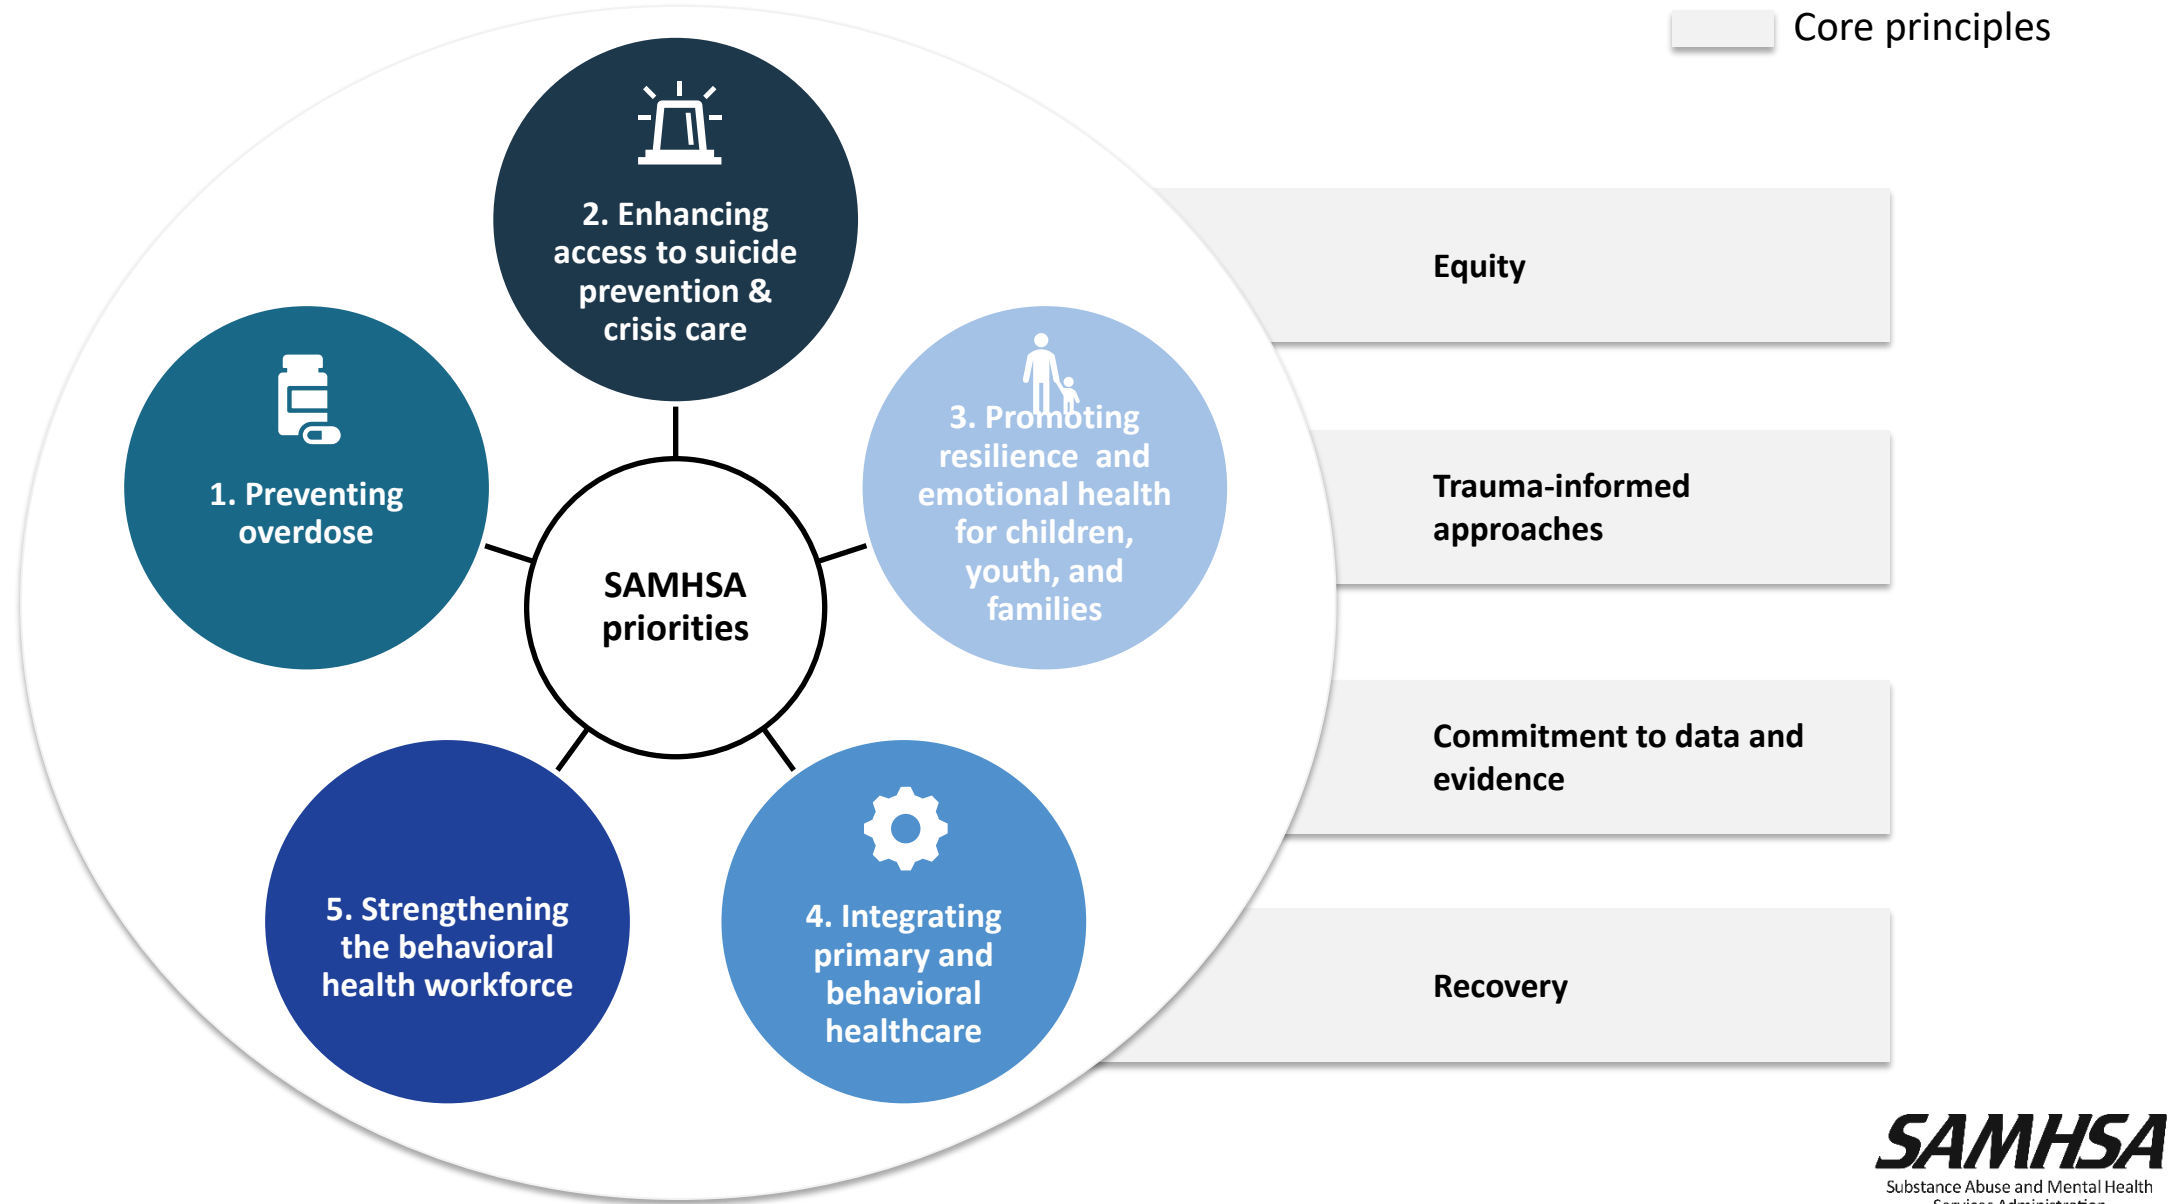 Core principles
2. Enhancing
access to suicide
prevention &
crisis care
1. Preventing
overdose
3. Promoting
resilience and
emotional health
for children,
youth, and
families
SAMHSA
priorities
5. Strengthening
the behavioral
health workforce
4. Integrating
primary and
behavioral
healthcare
Equity
Trauma-informed
approaches
Commitment to data and
evidence
Recovery
SAMHSA
Substance Abuse and Mental Health
Services Administration